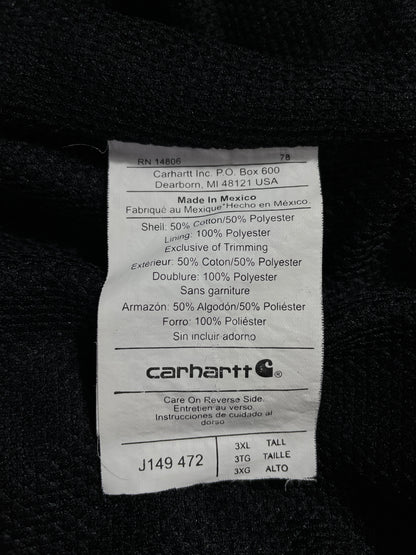 RN 14806 78
Carhartt Inc. P.O. Box 600
Dearborn, MI 48121 USA
Made In Mexico
Fabriqué au Mexique*Hecho en México
Shell: 50% Cotton/50% Polyester
Lining: 100% Polyester
Exclusive of Trimming
Extérieur: 50% Coton/50% Polyester
Doublure: 100% Polyester
Sans garniture
Armazón: 50% Algodón/50% Poliéster
Forro: 100% Poliéster
Sin incluir adorno
carhartt ®
Care On Reverse Side
Entretien au verso
Instrucciones de cuidado al
dorso
J149 472
3XL TALL
3TG TAILLE
3XG ALTO